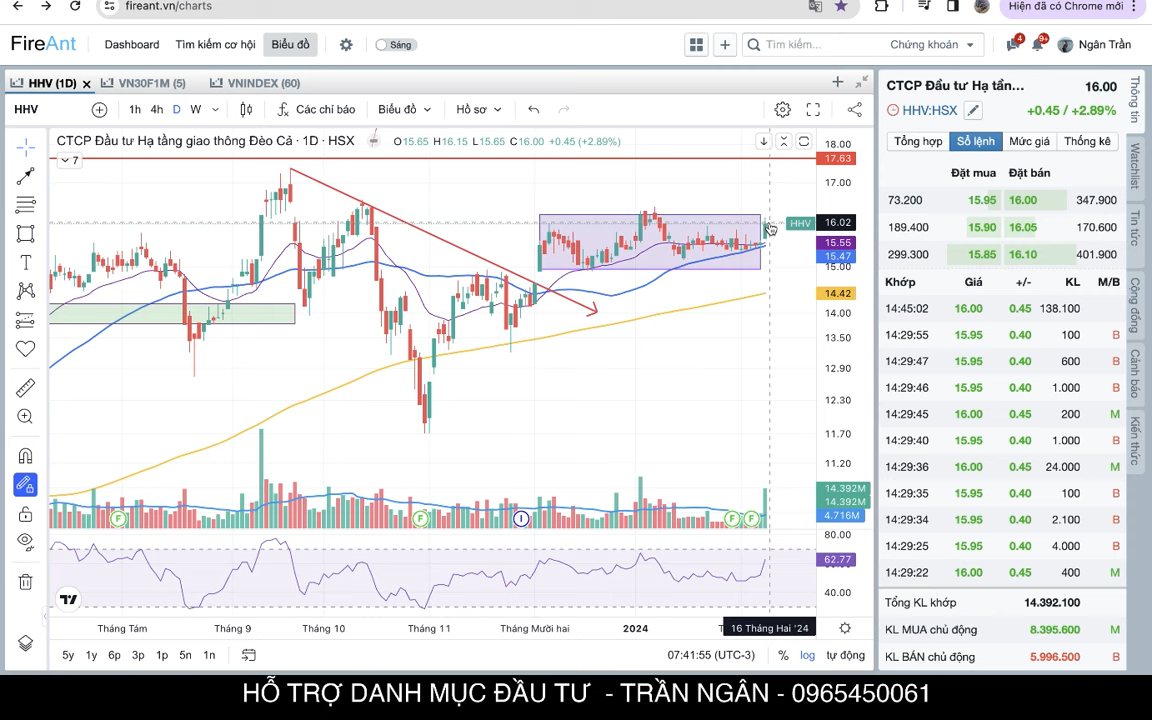 fireant.vn/charts
Hiện đã có Chrome mới
FireAnt
Dashboard
Tìm kiếm cơ hội
Biểu đồ
Sáng
Tìm kiếm...
Chứng khoán
4
9+
Ngân Trần
HHV (1D)
VN30F1M (5)
VNINDEX (60)
HHV
1h
4h
D
W
Các chỉ báo
Biểu đồ
Hồ sơ
CTCP Đầu tư Hạ tầng giao thông Đèo Cả · 1D · HSX
O15.65 H16.15 L15.65 C16.00 +0.45 (+2.89%)
7
18.00
17.63
17.00
HHV
16.02
15.55
15.47
15.00
14.42
14.00
13.50
12.90
12.30
11.70
11.20
14.392M
14.392M
4.716M
F
F
I
F
F
80.00
62.77
40.00
Tháng Tám
Tháng 9
Tháng 10
Tháng 11
Tháng Mười hai
2024
16 Tháng Hai '24
5y
1y
6p
3p
1p
5n
1n
07:41:55 (UTC-3)
%
log
tự động
CTCP Đầu tư Hạ tần...
16.00
HHV:HSX
+0.45 / +2.89%
Tổng hợp
Sổ lệnh
Mức giá
Thống kê
Đặt mua
Đặt bán
73.200 15.95 16.00 347.900
189.400 15.90 16.05 170.600
299.300 15.85 16.10 401.900
Khớp Giá +/- KL M/B
14:45:02 16.00 0.45 138.100
14:29:55 15.95 0.40 100 B
14:29:47 15.95 0.40 600 B
14:29:46 15.95 0.40 1.000 B
14:29:45 16.00 0.45 200 M
14:29:40 15.95 0.40 1.000 B
14:29:36 16.00 0.45 24.000 M
14:29:35 15.95 0.40 100 B
14:29:34 15.95 0.40 2.100 B
14:29:25 15.95 0.40 4.000 B
14:29:22 16.00 0.45 400 M
Tổng KL khớp 14.392.100
KL MUA chủ động 8.395.600 M
KL BÁN chủ động 5.996.500 B
Thông tin
Watchlist
Tin tức
Cộng đồng
Cảnh báo
Kiến thức
HỖ TRỢ DANH MỤC ĐẦU TƯ - TRẦN NGÂN - 0965450061